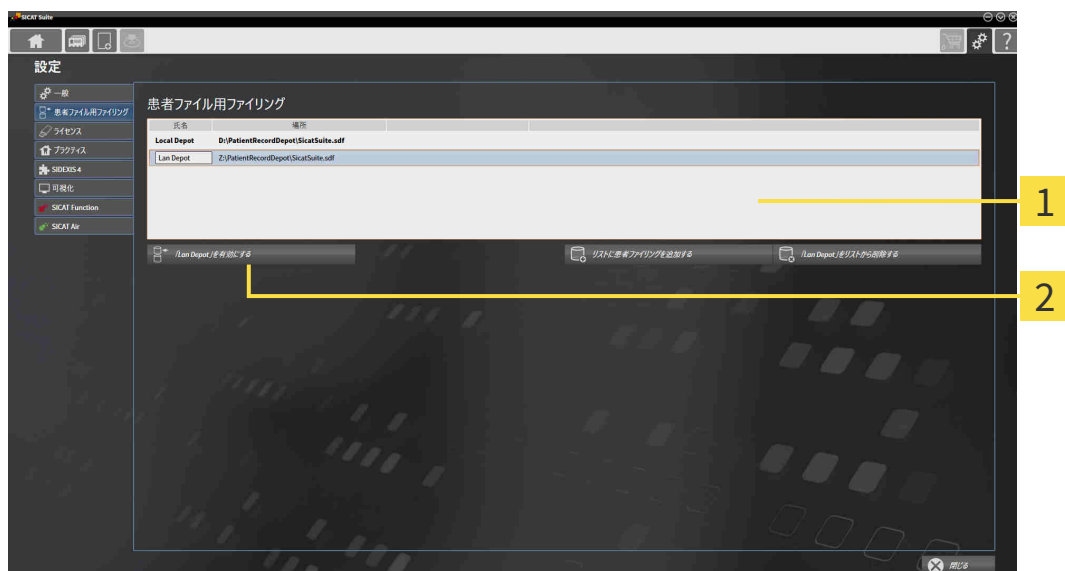 SICAT Suite
?
設定
一般
患者ファイル用ファイリング
ライセンス
プラクティス
SIDEXIS 4
可視化
SICAT Function
SICAT Air
患者ファイル用ファイリング
氏名 場所
Local Depot D:\PatientRecordDepot\SicatSuite.sdf
Lan Depot Z:\PatientRecordDepot\SicatSuite.sdf
「Lan Depot」を有効にする
リストに患者ファイリングを追加する
「Lan Depot」をリストから削除する
1
2
閉じる